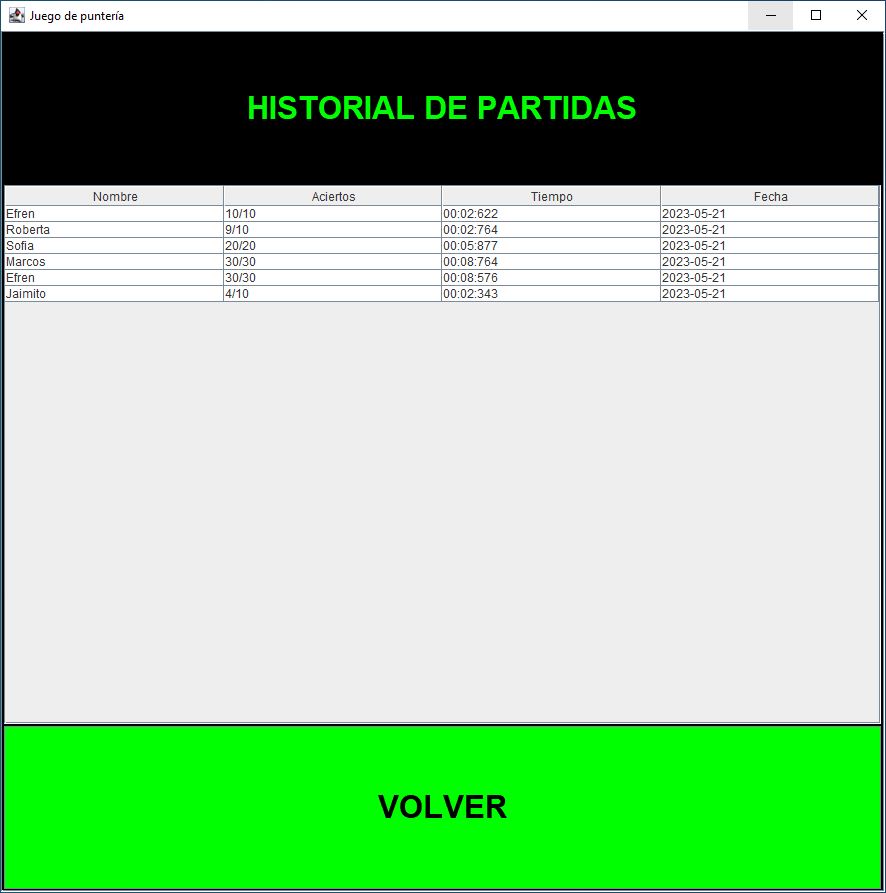 Juego de puntería
HISTORIAL DE PARTIDAS
Nombre Aciertos Tiempo Fecha
Efren 10/10 00:02:622 2023-05-21
Roberta 9/10 00:02:764 2023-05-21
Sofia 20/20 00:05:877 2023-05-21
Marcos 30/30 00:08:764 2023-05-21
Efren 30/30 00:08:576 2023-05-21
Jaimito 4/10 00:02:343 2023-05-21
VOLVER